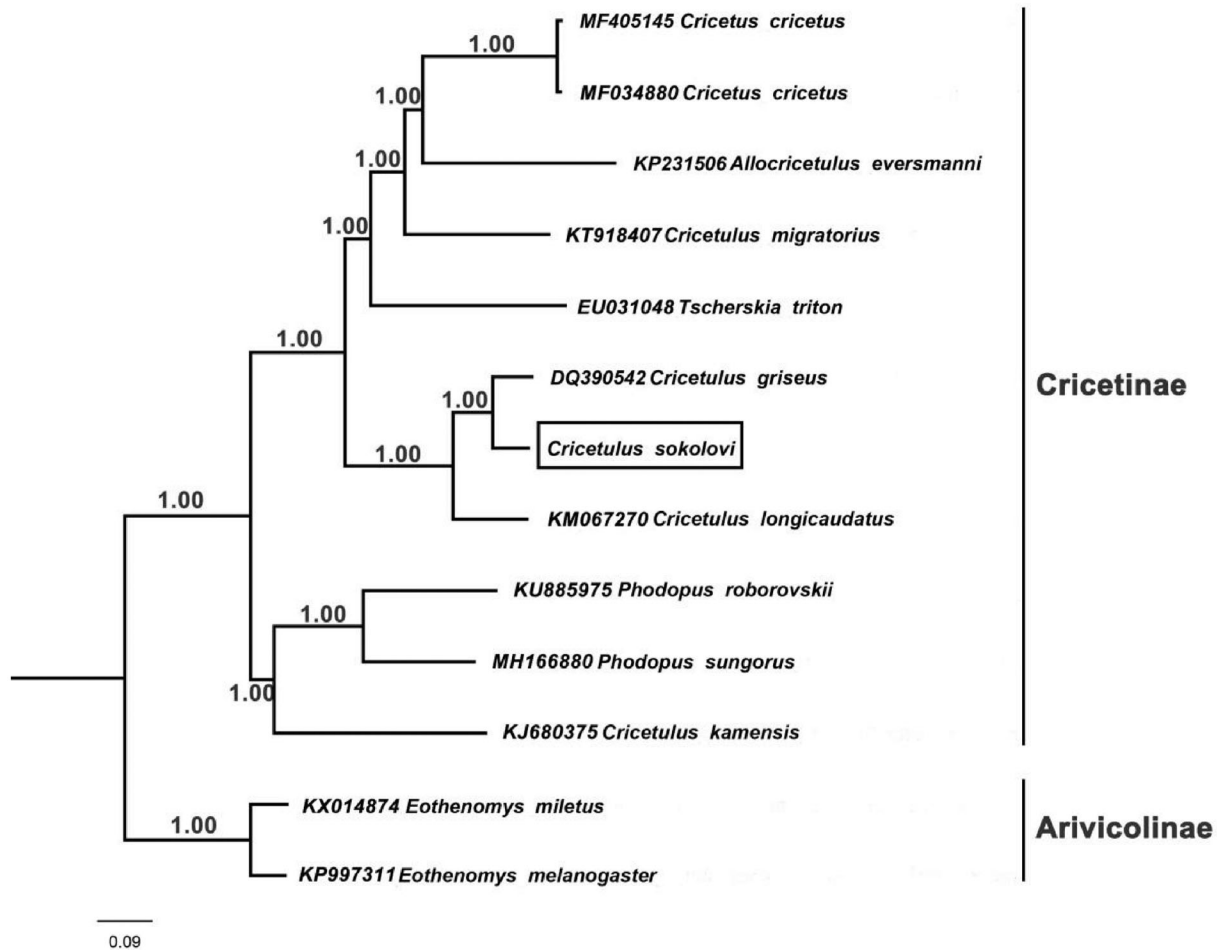 MF405145 Cricetus cricetus
1.00
MF034880 Cricetus cricetus
1.00
KP231506 Allocricetulus eversmanni
1.00
KT918407 Cricetulus migratorius
1.00
EU031048 Tscherskia triton
1.00
DQ390542 Cricetulus griseus
Cricetinae
1.00
Cricetulus sokolovi
1.00
1.00
KM067270 Cricetulus longicaudatus
KU885975 Phodopus roborovskii
1.00
MH166880 Phodopus sungorus
1.00
KJ680375 Cricetulus kamensis
KX014874 Eothenomys miletus
1.00
Arivicolinae
KP997311 Eothenomys melanogaster
0.09